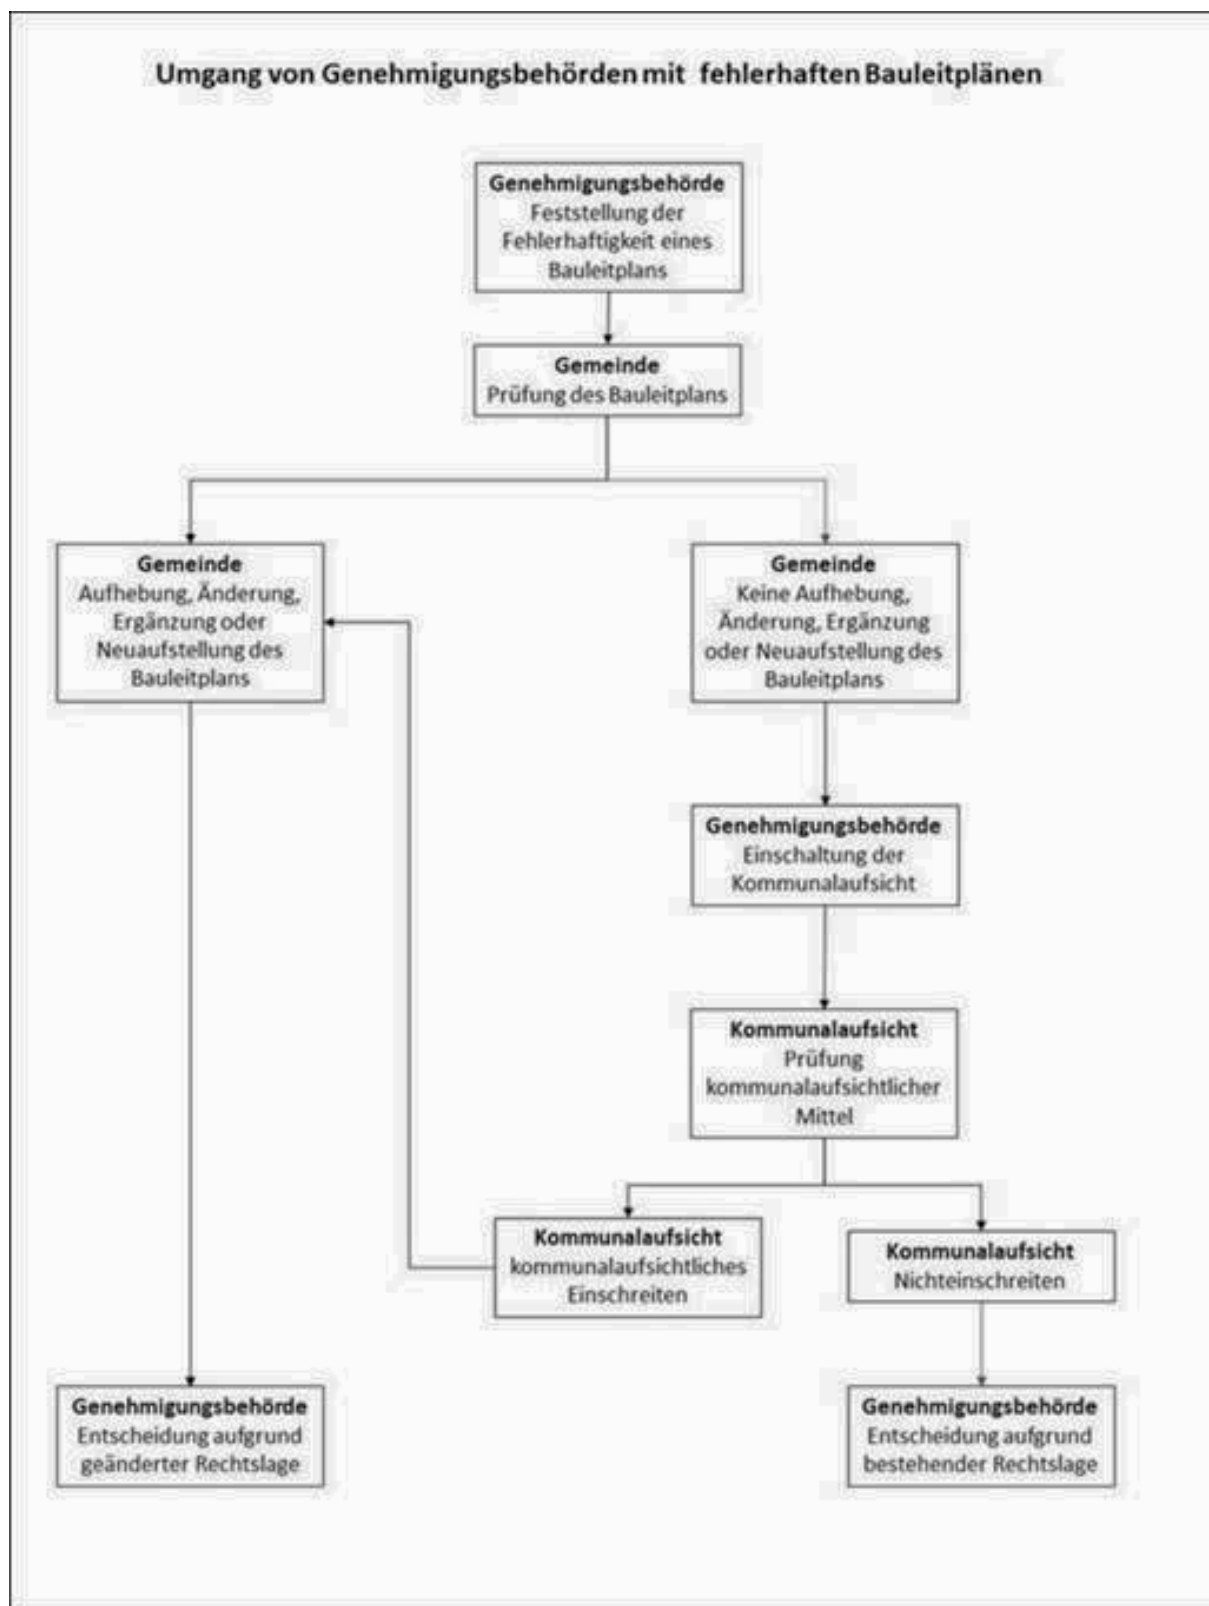 Umgang von Genehmigungsbehörden mit fehlerhaften Bauleitplänen
Genehmigungsbehörde
Feststellung der
Fehlerhaftigkeit eines
Bauleitplans
Gemeinde
Prüfung des Bauleitplans
Gemeinde
Aufhebung, Änderung,
Ergänzung oder
Neuaufstellung des
Bauleitplans
Gemeinde
Keine Aufhebung,
Änderung, Ergänzung
oder Neuaufstellung des
Bauleitplans
Genehmigungsbehörde
Einschaltung der
Kommunalaufsicht
Kommunalaufsicht
Prüfung
kommunalaufsichtlicher
Mittel
Kommunalaufsicht
kommunalaufsichtliches
Einschreiten
Kommunalaufsicht
Nichteinschreiten
Genehmigungsbehörde
Entscheidung aufgrund
geänderter Rechtslage
Genehmigungsbehörde
Entscheidung aufgrund
bestehender Rechtslage